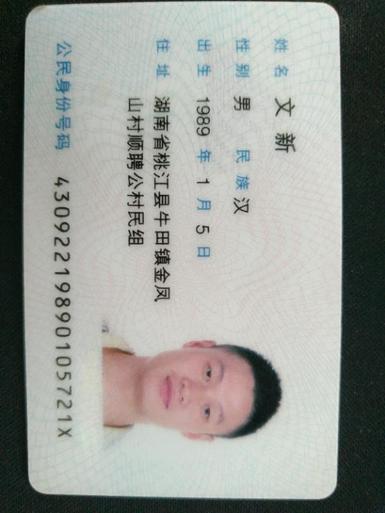 姓名 文新
性别 男 民族 汉
出生 1989 年 1 月 5 日
住址 湖南省桃江县牛田镇金凤
山村顺聘公村民组
公民身份号码 43092219890105721X